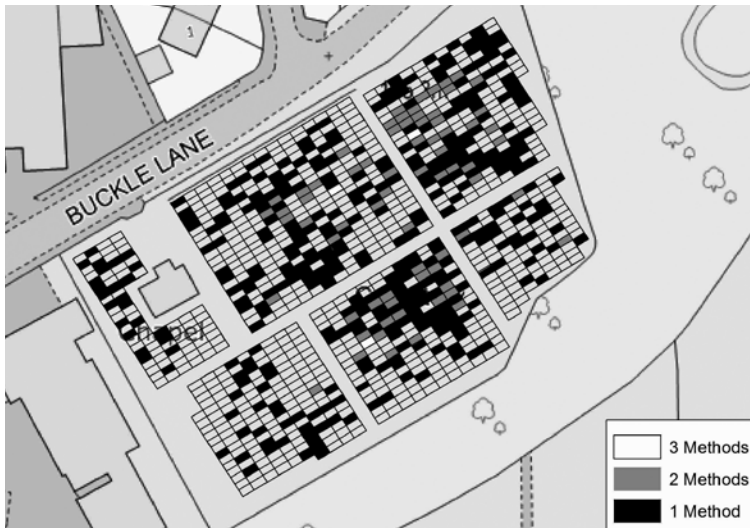 1
BUCKLE LANE
Chapel
3 Methods
2 Methods
1 Method